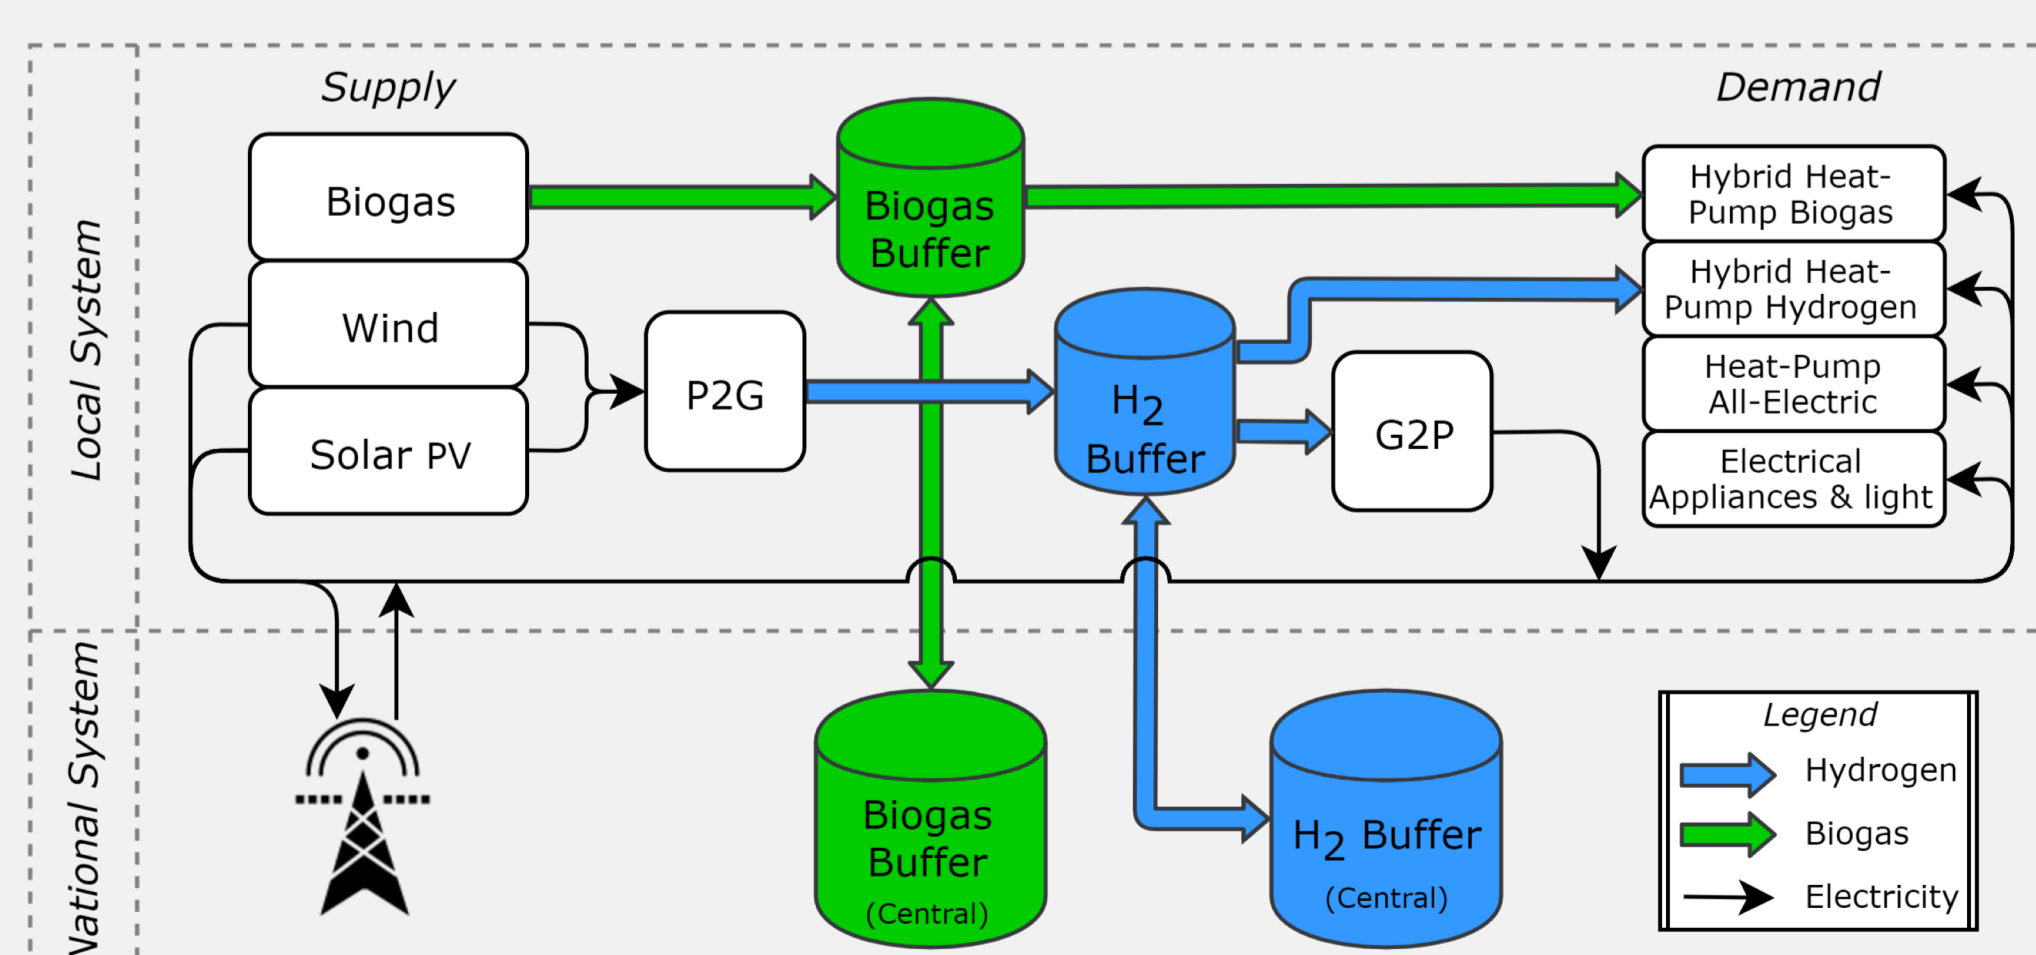 Supply
Demand
Local System
Biogas
Wind
Solar PV
Biogas
Buffer
P2G
H2
Buffer
G2P
Hybrid Heat-
Pump Biogas
Hybrid Heat-
Pump Hydrogen
Heat-Pump
All-Electric
Electrical
Appliances & light
National System
Biogas
Buffer
(Central)
H2 Buffer
(Central)
Legend
Hydrogen
Biogas
Electricity